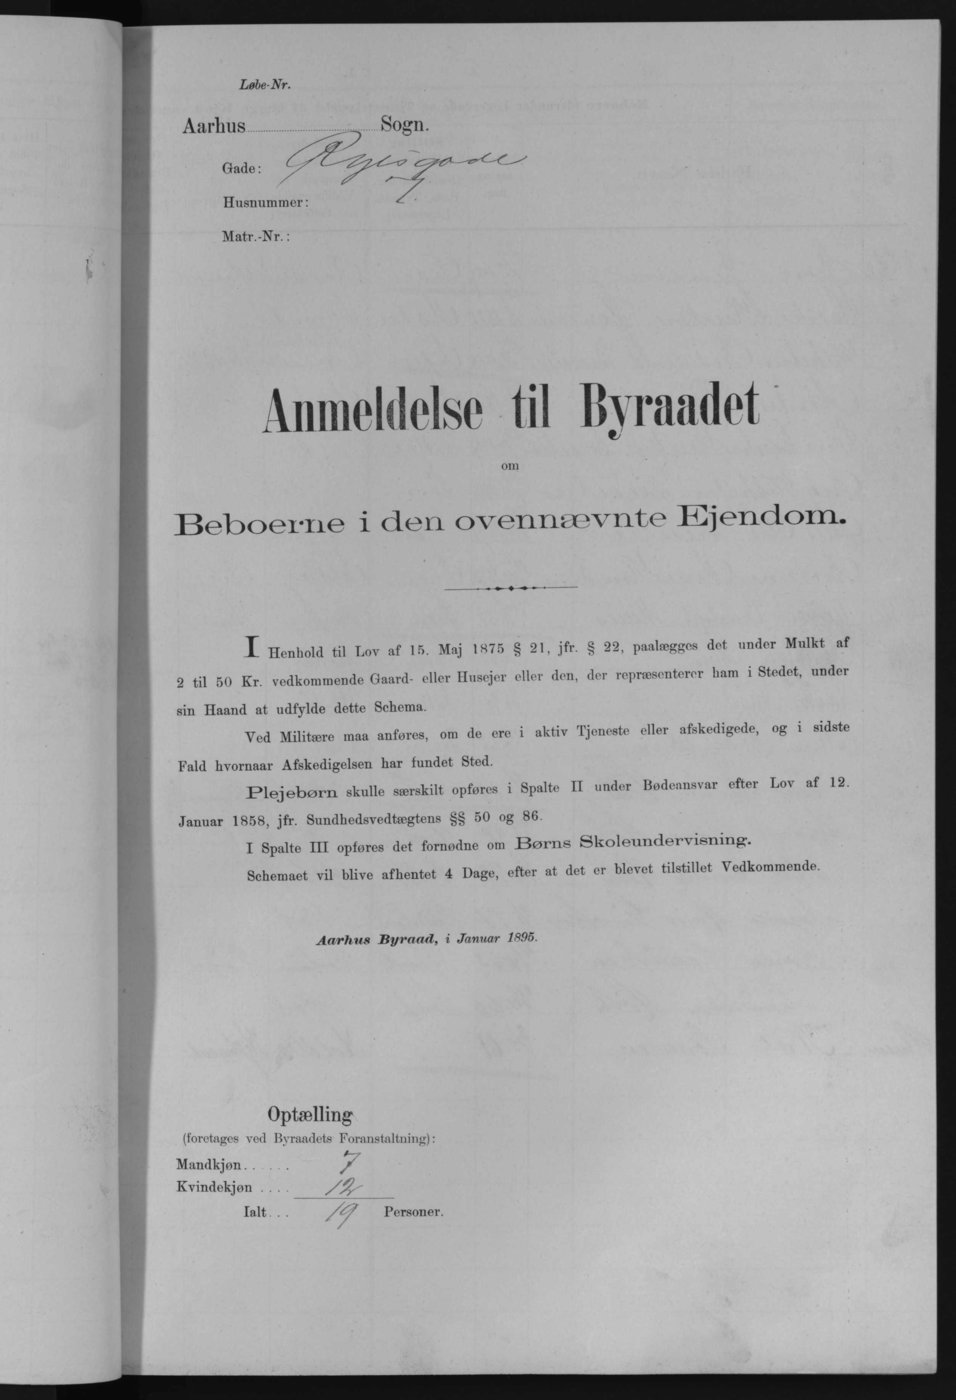 Løbe-Nr.
Aarhus Sogn.
Gade: Ryesgade
Husnummer: 7.
Matr.-Nr.:
Anmeldelse til Byraadet
om
Beboerne i den ovennævnte Ejendom.
I Henhold til Lov af 15. Maj 1875 § 21, jfr. § 22, paalægges det under Mulkt af
2 til 50 Kr. vedkommende Gaard- eller Husejer eller den, der repræsenterer ham i Stedet, under
sin Haand at udfylde dette Schema.
Ved Militære maa anføres, om de ere i aktiv Tjeneste eller afskedigede, og i sidste
Fald hvornaar Afskedigelsen har fundet Sted.
Plejebørn skulle særskilt opføres i Spalte II under Bødeansvar efter Lov af 12.
Januar 1858, jfr. Sundhedsvedtægtens §§ 50 og 86.
I Spalte III opføres det fornødne om Børns Skoleundervisning.
Schemaet vil blive afhentet 4 Dage, efter at det er blevet tilstillet Vedkommende.
Aarhus Byraad, i Januar 1895.
Optælling
(foretages ved Byraadets Foranstaltning):
Mandkjøn...... 7
Kvindekjøn .... 12
Ialt... 19 Personer.